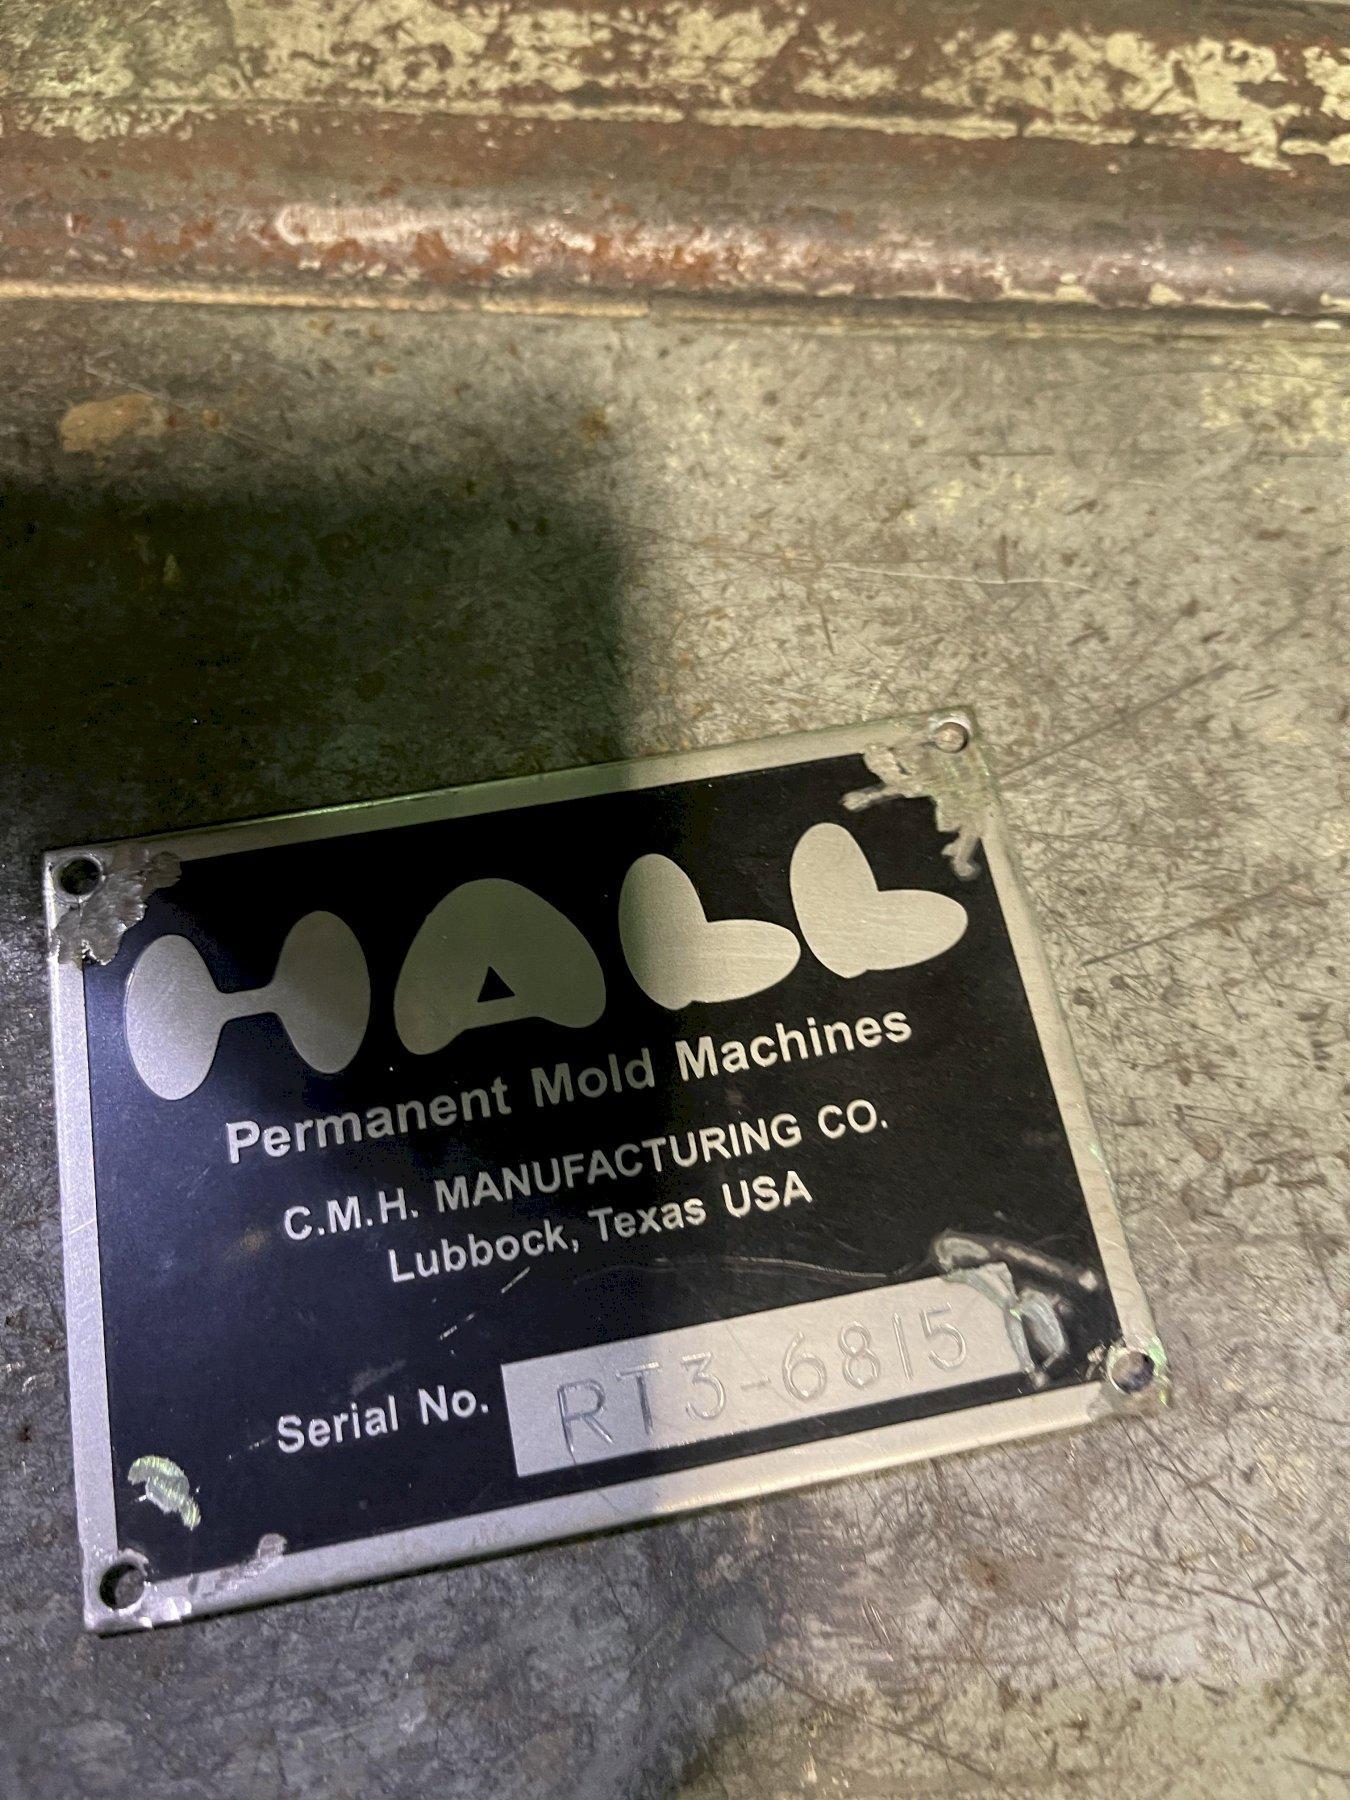 HALL
Permanent Mold Machines
C.M.H. MANUFACTURING CO.
Lubbock, Texas USA
Serial No. RT3-6815